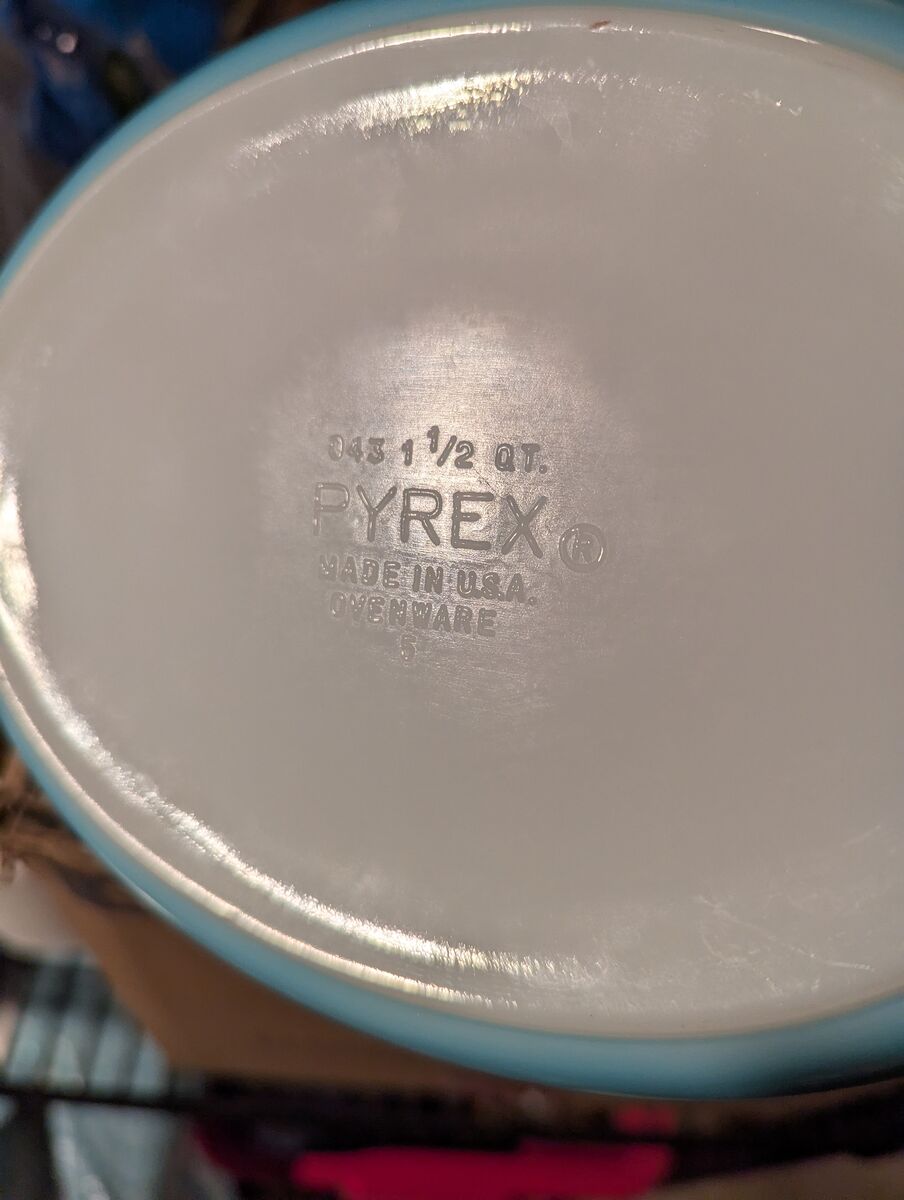 043 1 1/2 QT.
PYREX ®
MADE IN U.S.A.
OVENWARE
5